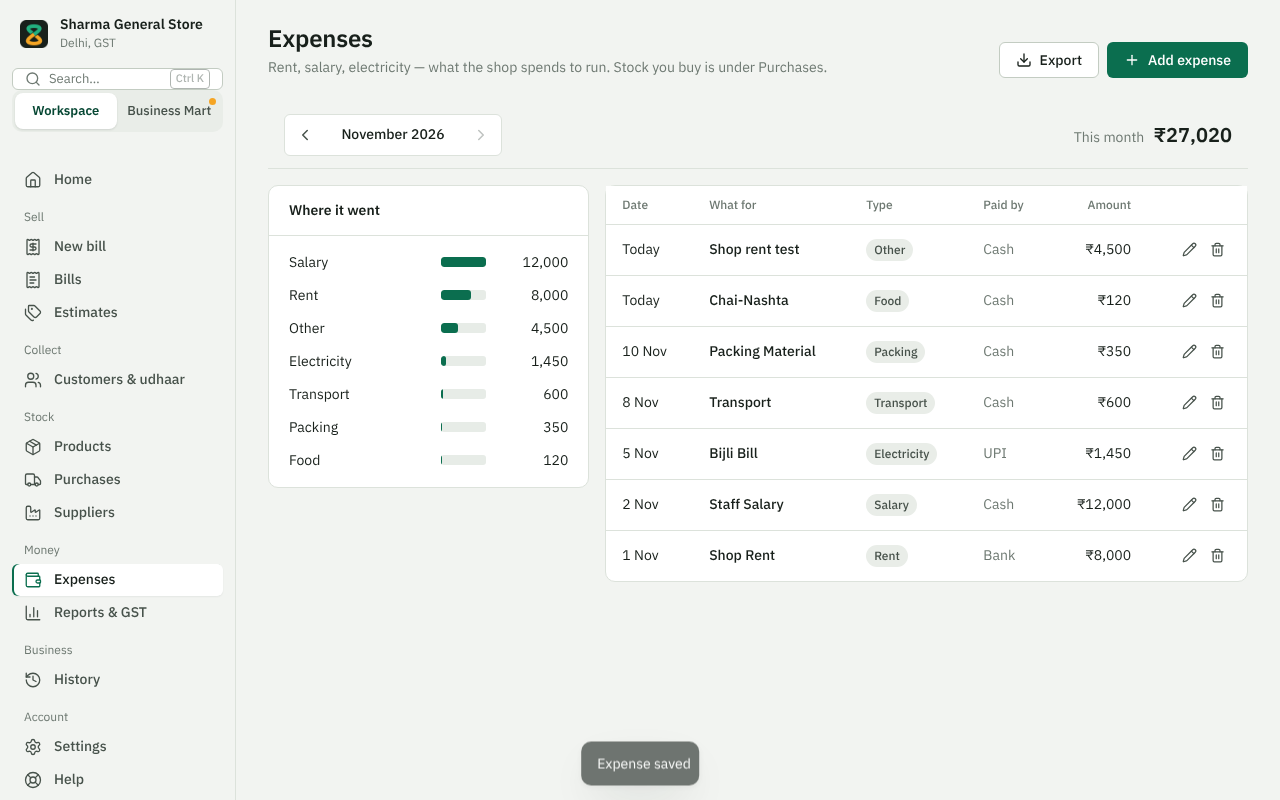 Sharma General Store
Delhi, GST
Search...
Ctrl K
Workspace
Business Mart
Home
Sell
New bill
Bills
Estimates
Collect
Customers & udhaar
Stock
Products
Purchases
Suppliers
Money
Expenses
Reports & GST
Business
History
Account
Settings
Help
Expenses
Rent, salary, electricity — what the shop spends to run. Stock you buy is under Purchases.
Export
Add expense
November 2026
This month ₹27,020
Where it went
Salary 12,000
Rent 8,000
Other 4,500
Electricity 1,450
Transport 600
Packing 350
Food 120
Date What for Type Paid by Amount
Today Shop rent test Other Cash ₹4,500
Today Chai-Nashta Food Cash ₹120
10 Nov Packing Material Packing Cash ₹350
8 Nov Transport Transport Cash ₹600
5 Nov Bijli Bill Electricity UPI ₹1,450
2 Nov Staff Salary Salary Cash ₹12,000
1 Nov Shop Rent Rent Bank ₹8,000
Expense saved